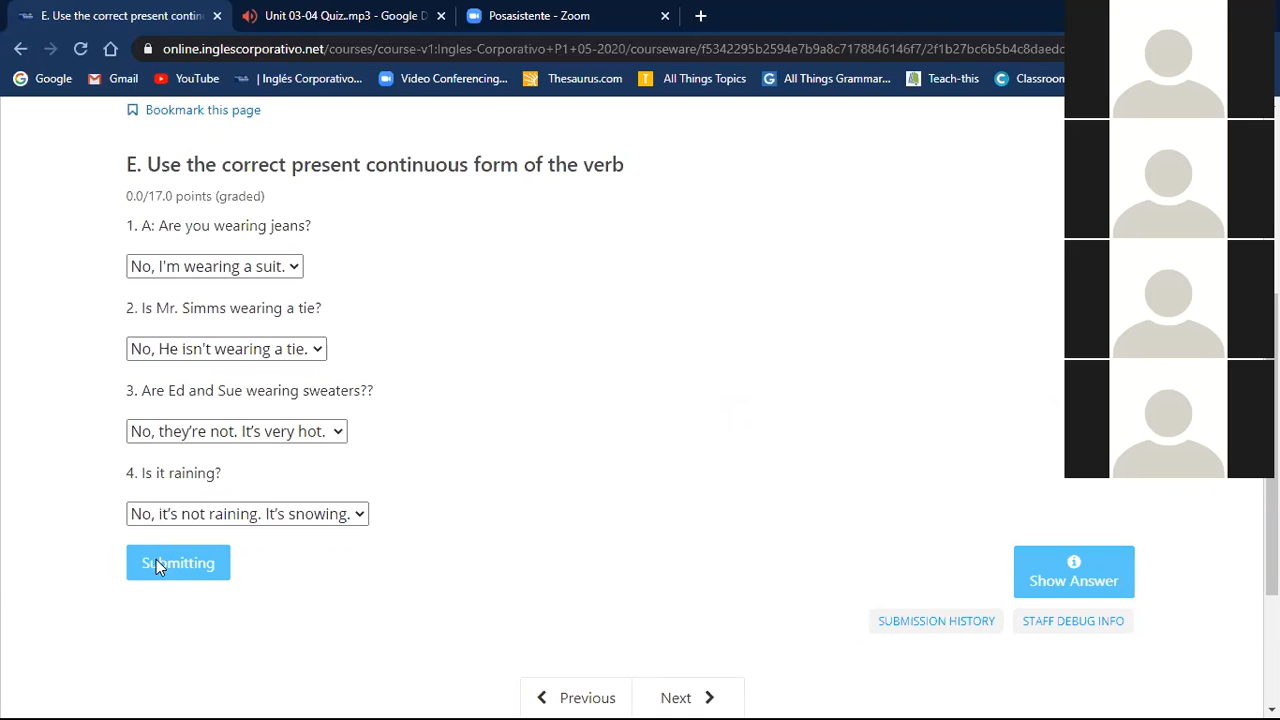 E. Use the correct present contin
Unit 03-04 Quiz..mp3 - Google D
Posasistente - Zoom
online.inglescorporativo.net/courses/course-v1:Ingles-Corporativo+P1+05-2020/courseware/f5342295b2594e7b9a8c7178846146f7/2f1b27bc6b5b4c8daedc
Google Gmail YouTube | Inglés Corporativo... Video Conferencing... Thesaurus.com All Things Topics All Things Grammar... Teach-this Classroom
Bookmark this page
E. Use the correct present continuous form of the verb
0.0/17.0 points (graded)
1. A: Are you wearing jeans?
No, I'm wearing a suit.
2. Is Mr. Simms wearing a tie?
No, He isn't wearing a tie.
3. Are Ed and Sue wearing sweaters??
No, they’re not. It’s very hot.
4. Is it raining?
No, it’s not raining. It’s snowing.
Submitting
Show Answer
SUBMISSION HISTORY STAFF DEBUG INFO
Previous Next